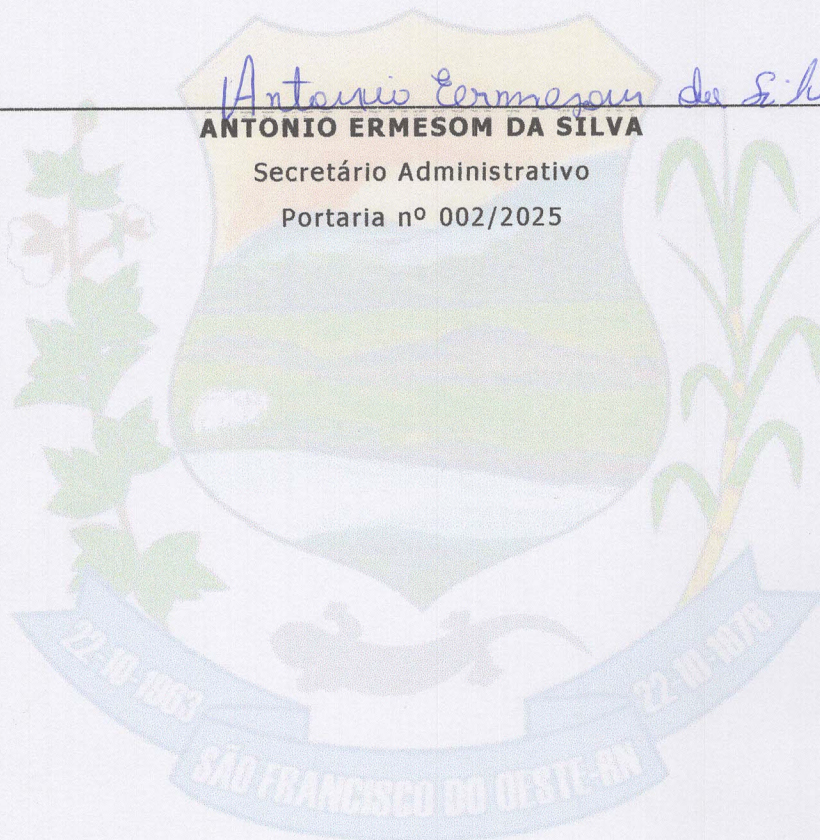 Antonio Ermesom da Sil
ANTONIO ERMESOM DA SILVA
Secretário Administrativo
Portaria nº 002/2025
22-10-1963
22-10-1976
SÃO FRANCISCO DO OESTE-RN